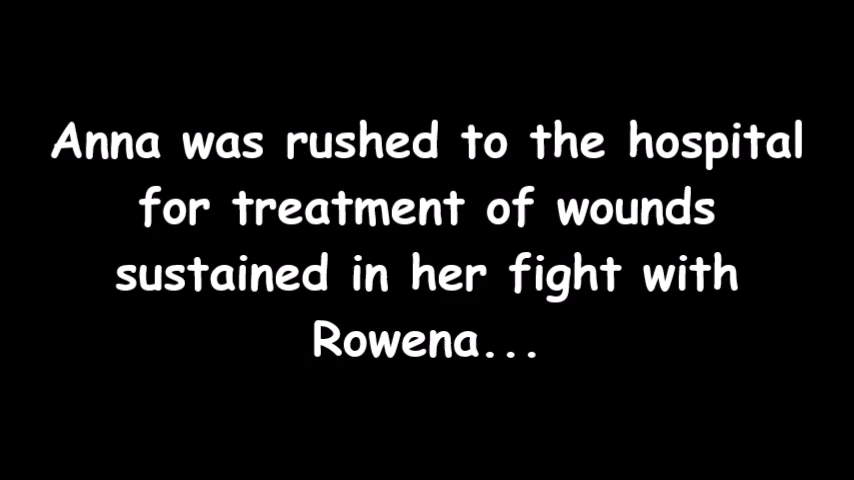 Anna was rushed to the hospital
for treatment of wounds
sustained in her fight with
Rowena...